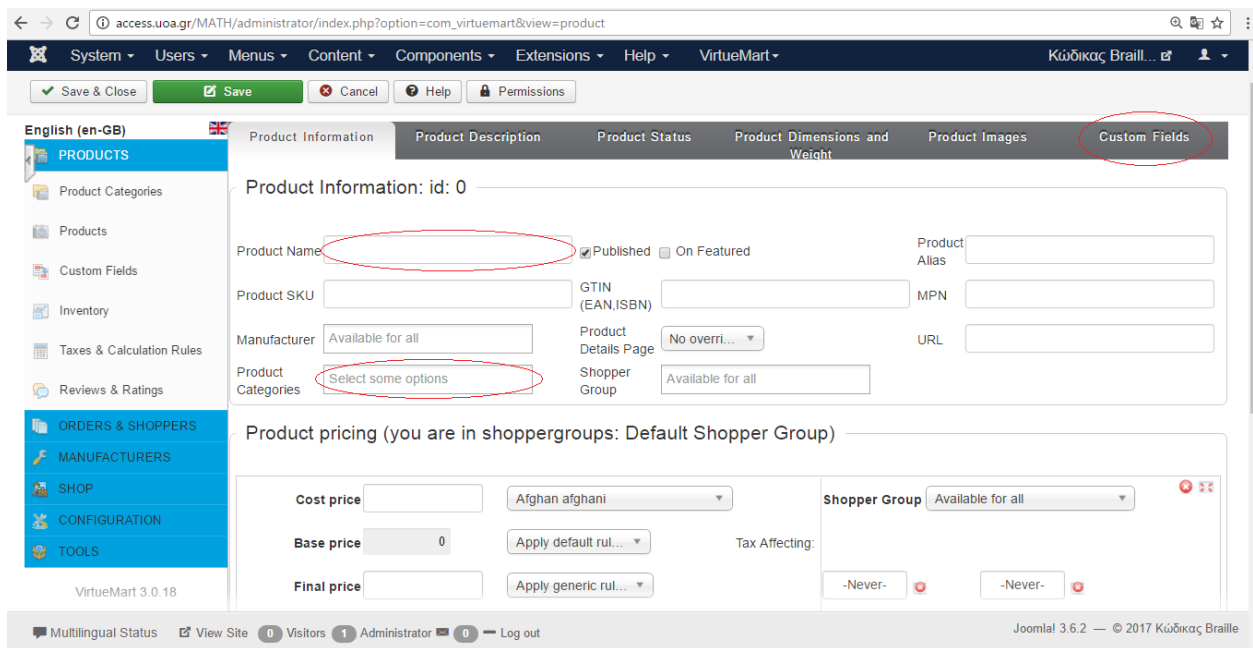 access.uoa.gr/MATH/administrator/index.php?option=com_virtuemart&view=product
System Users Menus Content Components Extensions Help VirtueMart Κώδικας Braill...
Save & Close Save Cancel Help Permissions
English (en-GB)
Product Information Product Description Product Status Product Dimensions and Weight Product Images Custom Fields
PRODUCTS
Product Categories
Products
Custom Fields
Inventory
Taxes & Calculation Rules
Reviews & Ratings
ORDERS & SHOPPERS
MANUFACTURERS
SHOP
CONFIGURATION
TOOLS
VirtueMart 3.0.18
Product Information: id: 0
Product Name Published On Featured Product Alias
Product SKU GTIN (EAN,ISBN) MPN
Manufacturer Available for all Product Details Page No overri... URL
Product Categories Select some options Shopper Group Available for all
Product pricing (you are in shoppergroups: Default Shopper Group)
Cost price Afghan afghani Shopper Group Available for all
Base price 0 Apply default rul... Tax Affecting:
Final price Apply generic rul... -Never- -Never-
Multilingual Status View Site 0 Visitors 1 Administrator 0 Log out Joomla! 3.6.2 — © 2017 Κώδικας Braille